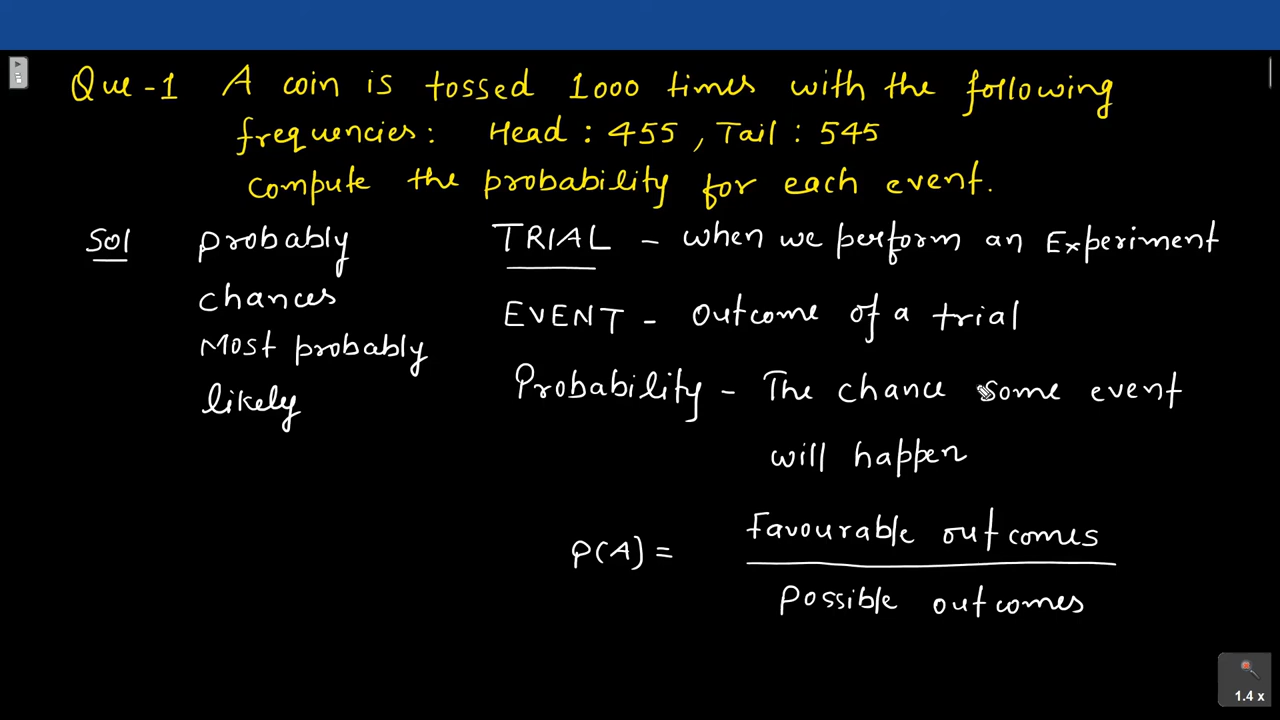 Que-1 A coin is tossed 1000 times with the following
frequencies: Head : 455, Tail : 545
compute the probability for each event.
Sol
probably
chances
Most probably
likely
TRIAL - when we perform an Experiment
EVENT - Outcome of a trial
Probability - The chance some event
will happen
P(A) = favourable outcomes
possible outcomes
1.4 x